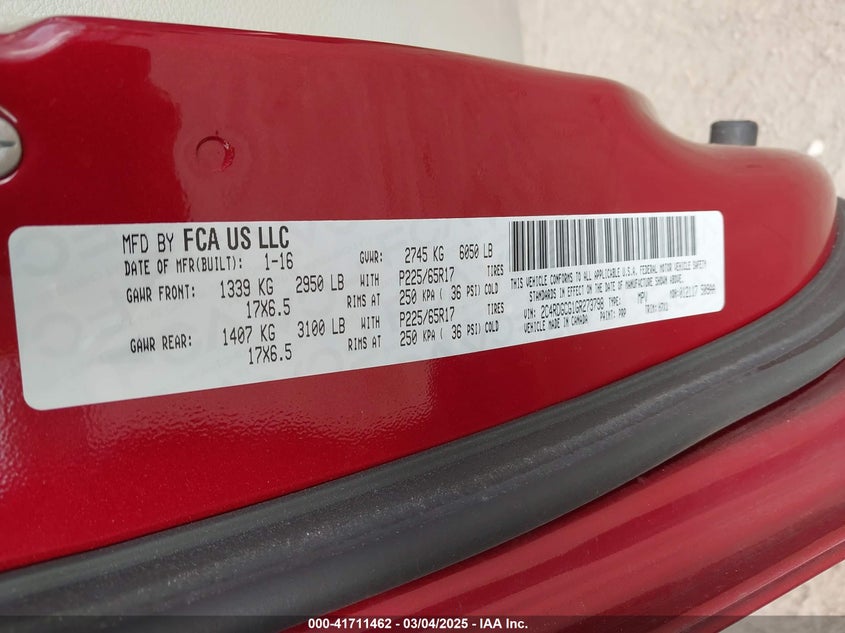 MFD BY FCA US LLC
DATE OF MFR(BUILT): 1-16 GVWR: 2745 KG 6050 LB
GAWR FRONT: 1339 KG 2950 LB WITH P225/65R17 TIRES
17X6.5 RIMS AT 250 KPA ( 36 PSI) COLD
GAWR REAR: 1407 KG 3100 LB WITH P225/65R17 TIRES
17X6.5 RIMS AT 250 KPA ( 36 PSI) COLD
THIS VEHICLE CONFORMS TO ALL APPLICABLE U.S.A. FEDERAL MOTOR VEHICLE SAFETY
STANDARDS IN EFFECT ON THE DATE OF MANUFACTURE SHOWN ABOVE.
VIN: 2C4RDGCG1GR273798 TYPE: MPV
VEHICLE MADE IN CANADA PAINT: PRP
000-41711462 - 03/04/2025 - IAA Inc.